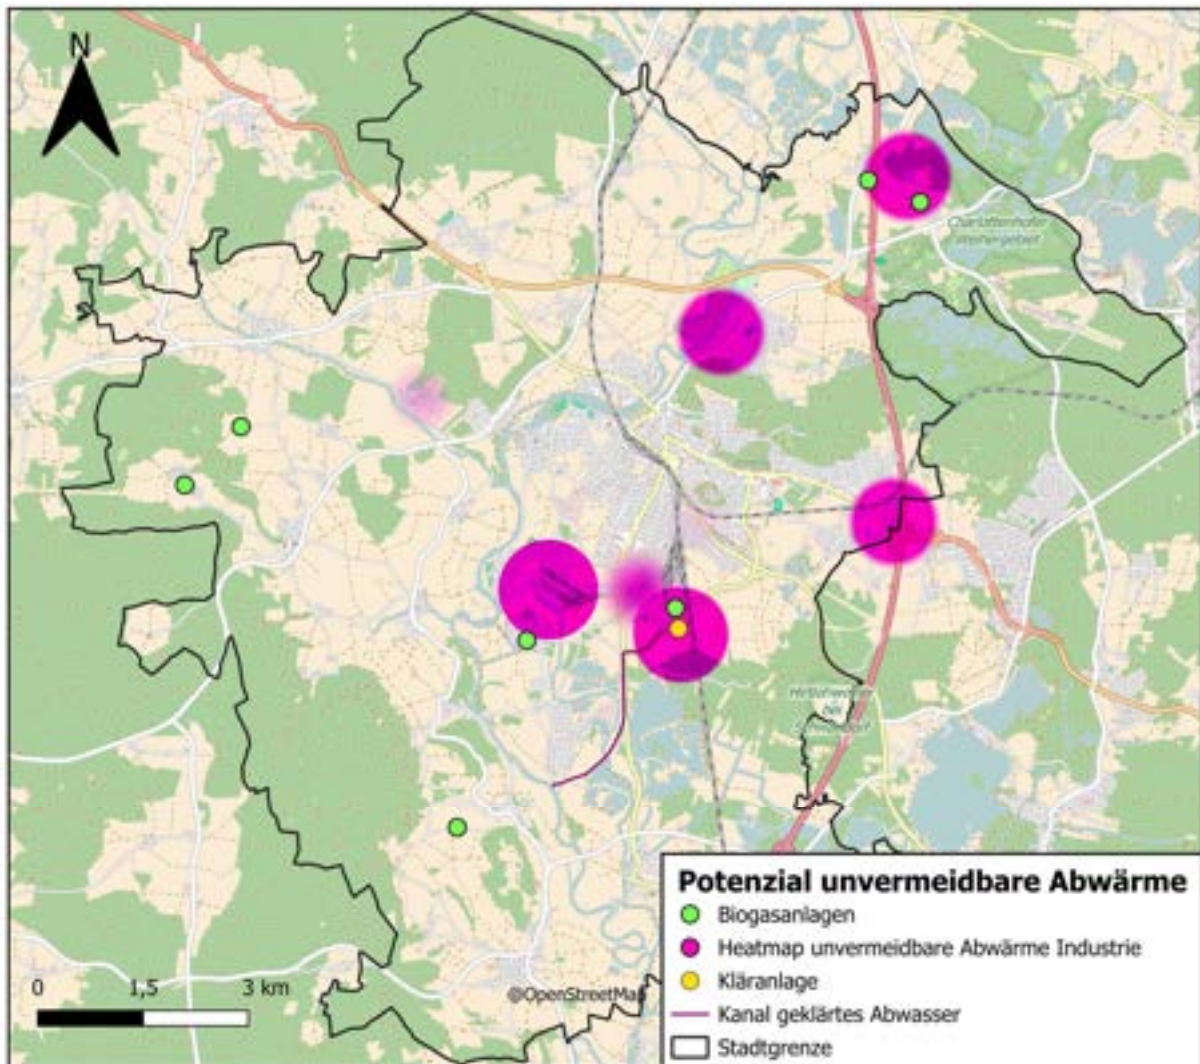 N
Charlottenhofer
Weihergebiet
0 1,5 3 km
@OpenStreetMap
Potenzial unvermeidbare Abwärme
Biogasanlagen
Heatmap unvermeidbare Abwärme Industrie
Kläranlage
Kanal geklärtes Abwasser
Stadtgrenze